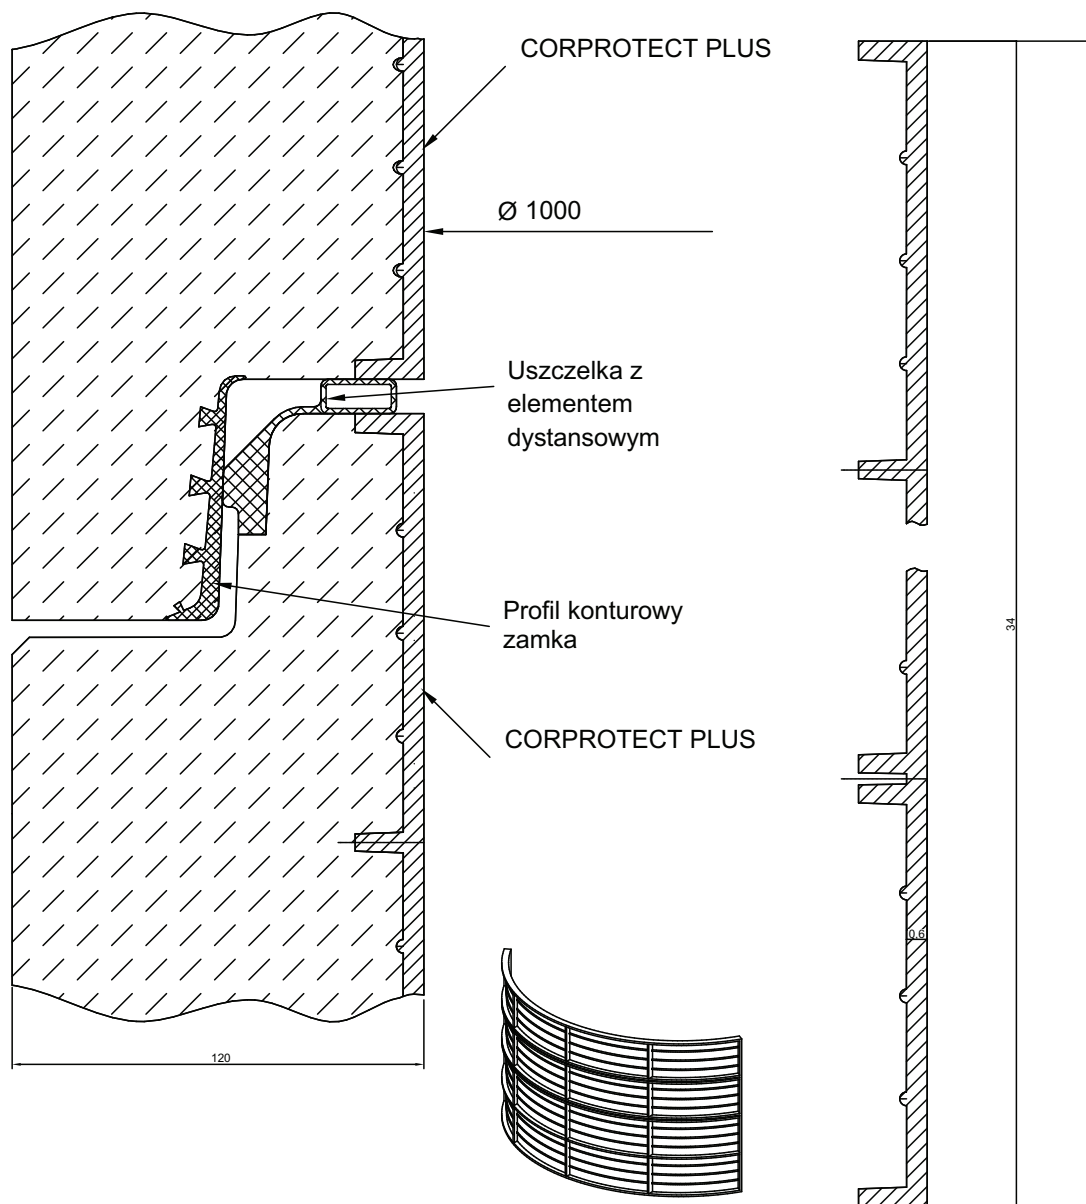 CORPROTECT PLUS
Ø 1000
Uszczelka z
elementem
dystansowym
Profil konturowy
zamka
34
CORPROTECT PLUS
0.6
120